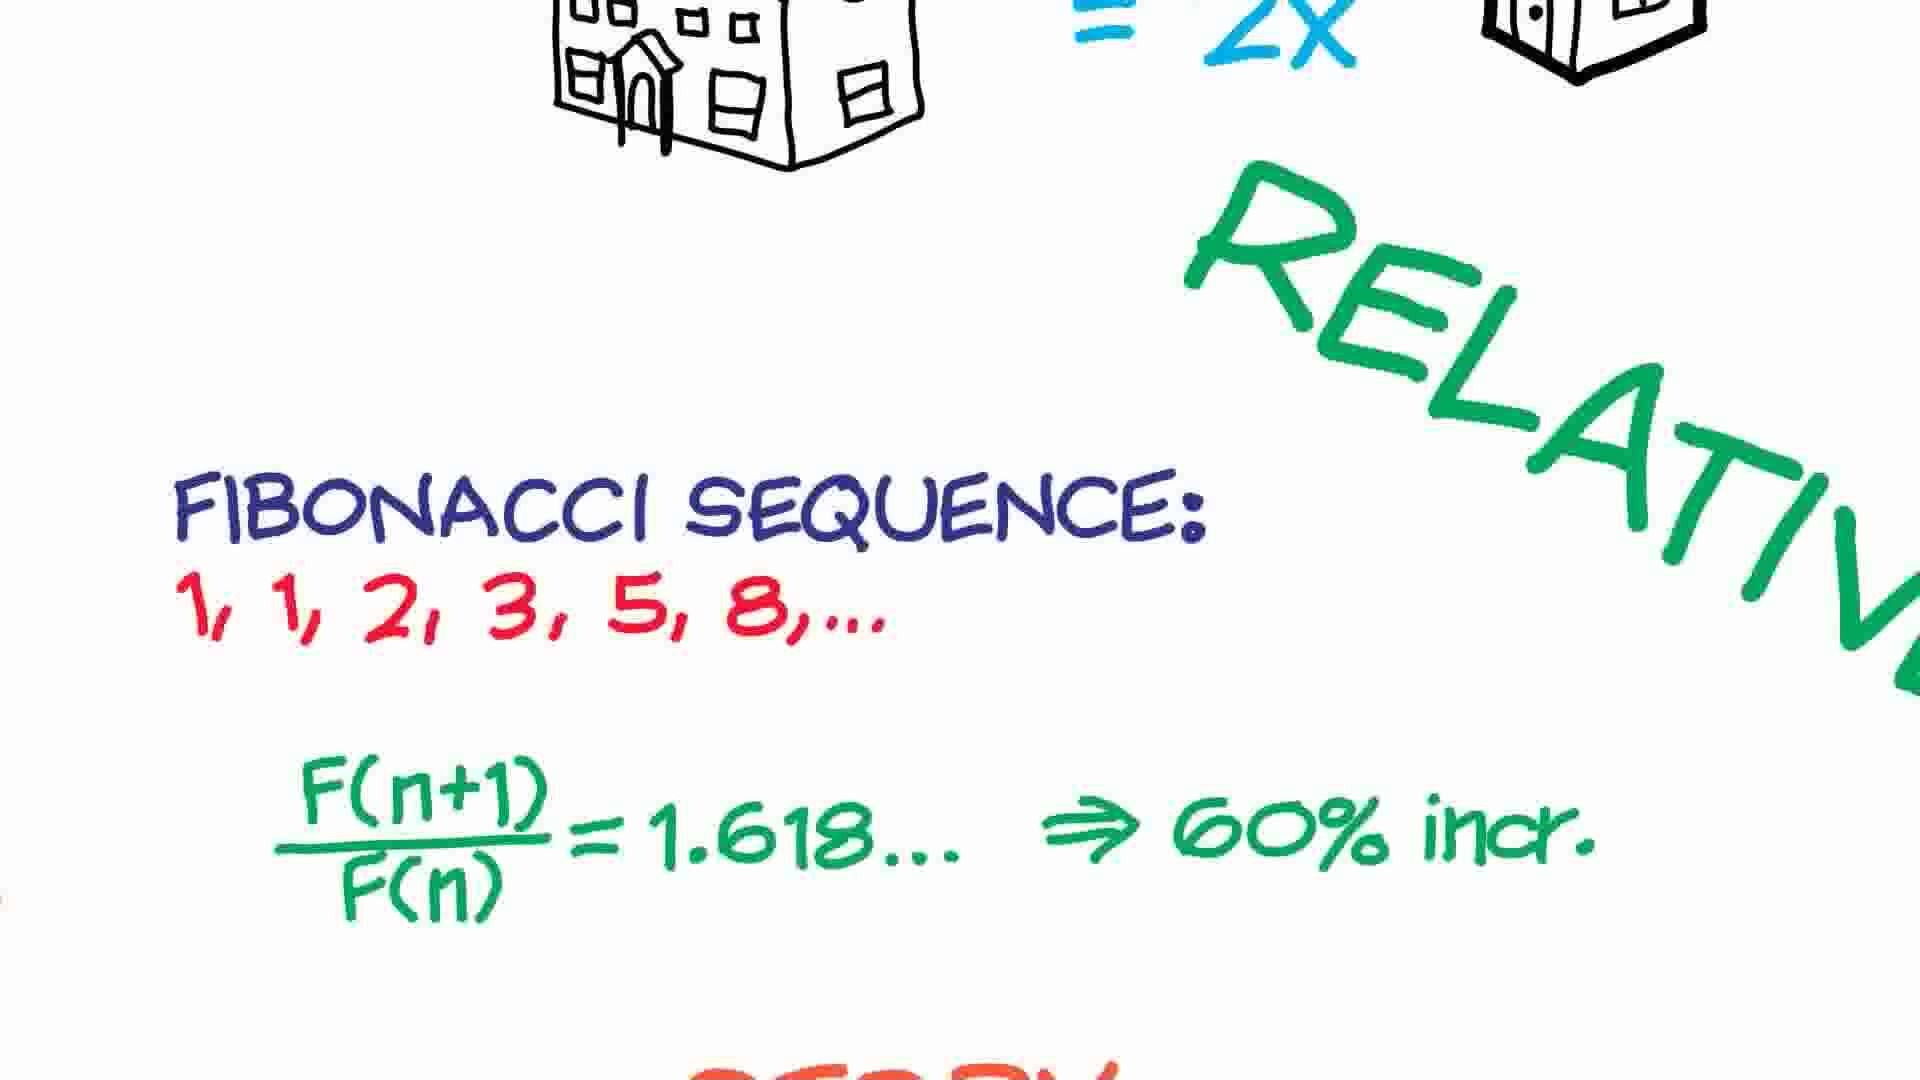 = 2x
RELATIV
FIBONACCI SEQUENCE:
1, 1, 2, 3, 5, 8,...
F(n+1)
F(n)
= 1.618... ⇒ 60% incr.